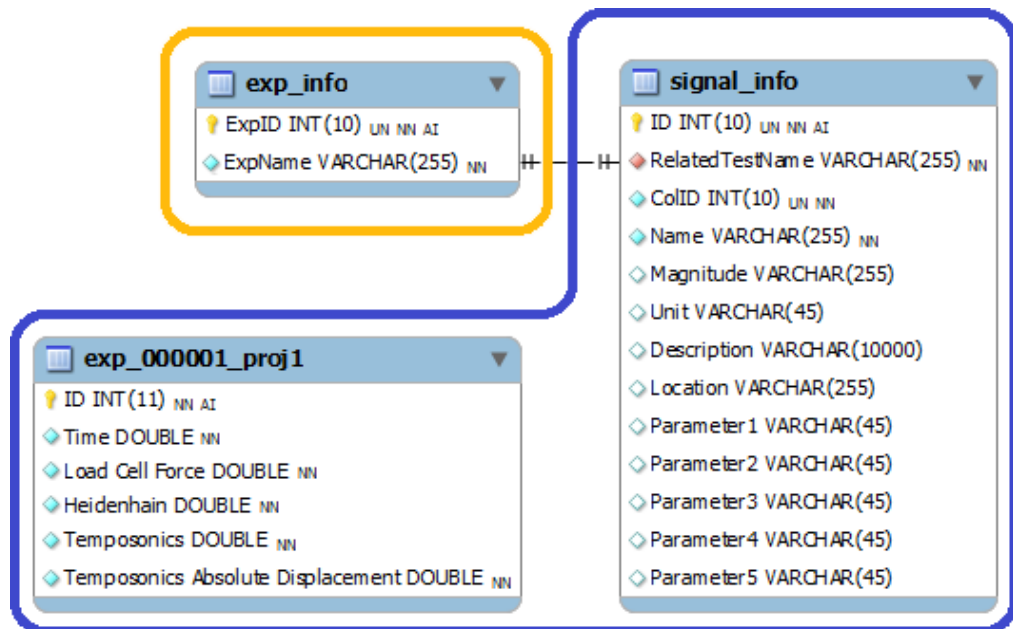 exp_info
ExpID INT(10) UN NN AI
ExpName VARCHAR(255) NN
signal_info
ID INT(10) UN NN AI
RelatedTestName VARCHAR(255) NN
ColID INT(10) UN NN
Name VARCHAR(255) NN
Magnitude VARCHAR(255)
Unit VARCHAR(45)
Description VARCHAR(10000)
Location VARCHAR(255)
Parameter1 VARCHAR(45)
Parameter2 VARCHAR(45)
Parameter3 VARCHAR(45)
Parameter4 VARCHAR(45)
Parameter5 VARCHAR(45)
exp_000001_proj1
ID INT(11) NN AI
Time DOUBLE NN
Load Cell Force DOUBLE NN
Heidenhain DOUBLE NN
Temposonics DOUBLE NN
Temposonics Absolute Displacement DOUBLE NN